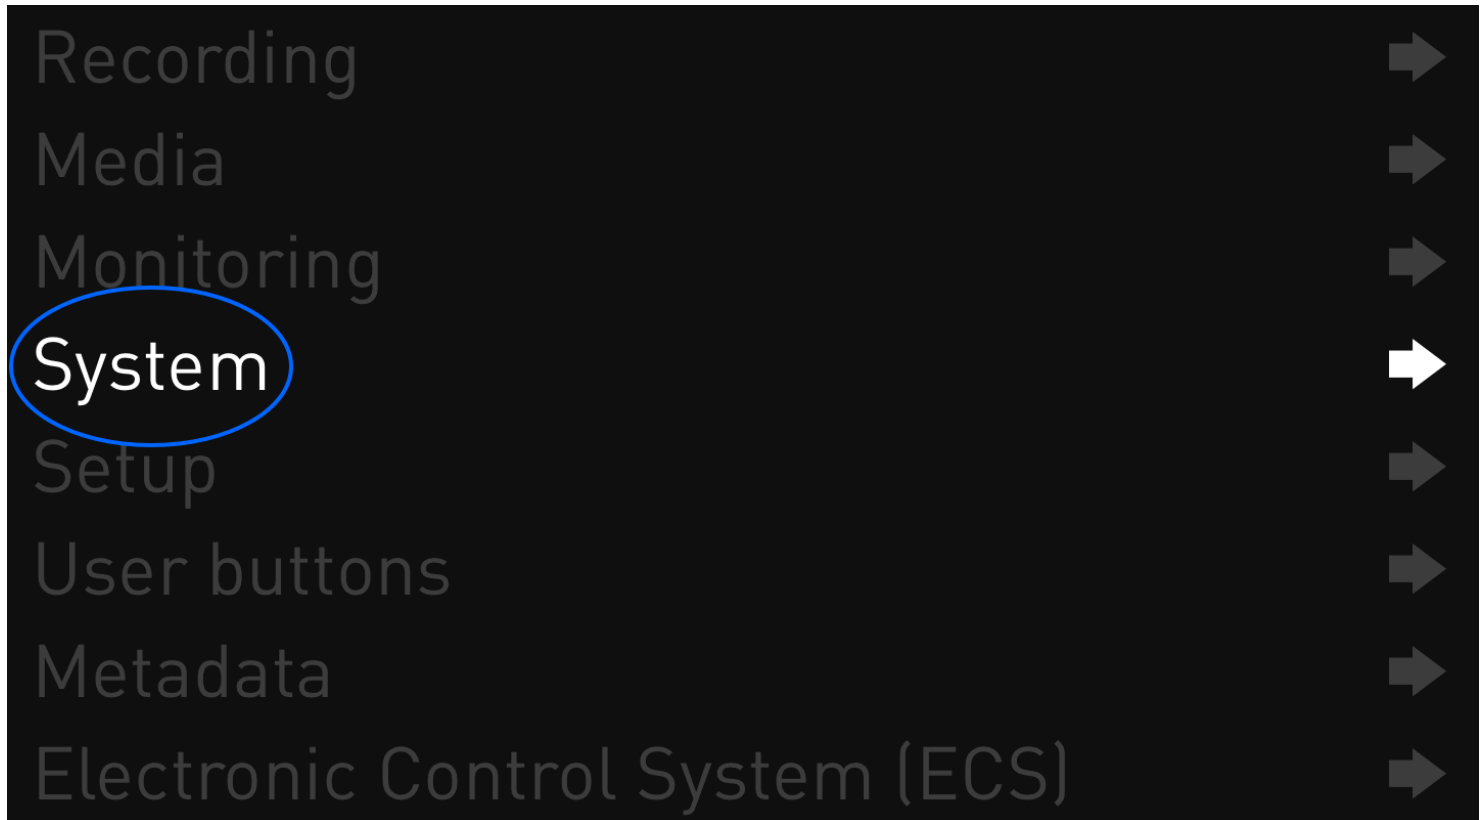 Recording
Media
Monitoring
System
Setup
User buttons
Metadata
Electronic Control System (ECS)